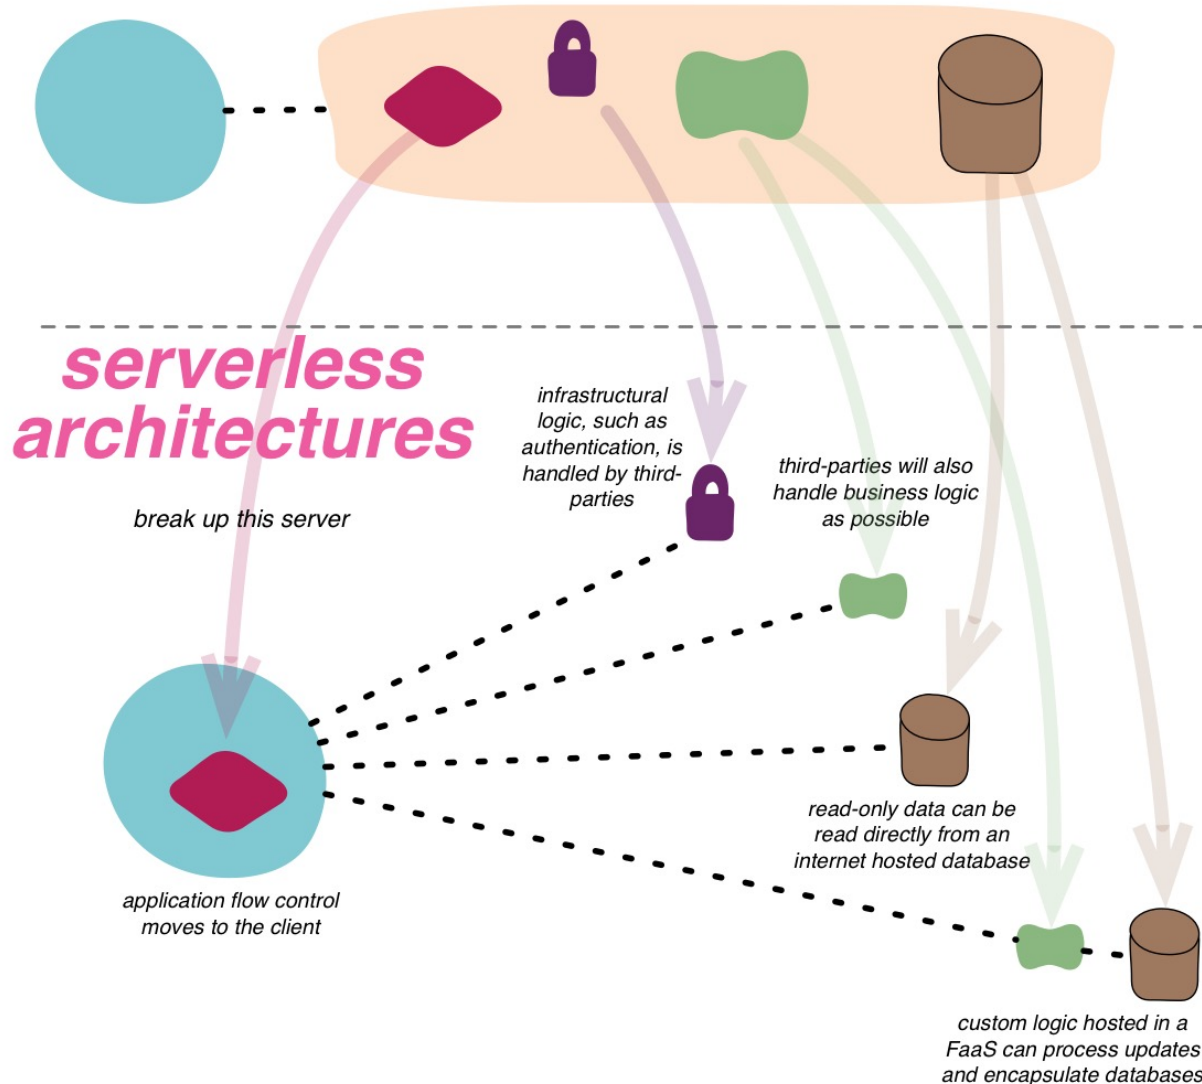 serverless
architectures
break up this server
infrastructural
logic, such as
authentication, is
handled by third-
parties
third-parties will also
handle business logic
as possible
read-only data can be
read directly from an
internet hosted database
application flow control
moves to the client
custom logic hosted in a
FaaS can process updates
and encapsulate databases